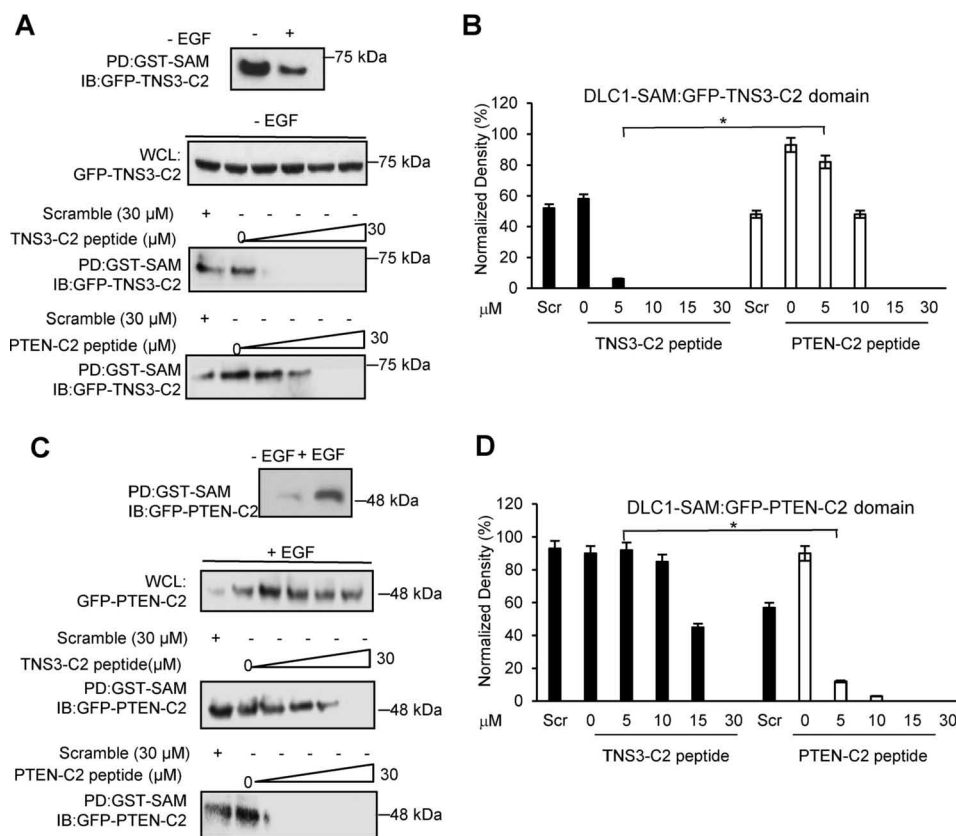 A
- EGF - +
PD:GST-SAM
IB:GFP-TNS3-C2
75 kDa
- EGF
WCL:
GFP-TNS3-C2
75 kDa
Scramble (30 µM) + - - - - -
TNS3-C2 peptide (µM) 0 30
PD:GST-SAM
IB:GFP-TNS3-C2
75 kDa
Scramble (30 µM) + - - - - -
PTEN-C2 peptide (µM) 0 30
PD:GST-SAM
IB:GFP-TNS3-C2
75 kDa
B
DLC1-SAM:GFP-TNS3-C2 domain
*
Normalized Density (%)
120
100
80
60
40
20
0
µM Scr 0 5 10 15 30 Scr 0 5 10 15 30
TNS3-C2 peptide PTEN-C2 peptide
C
- EGF + EGF
PD:GST-SAM
IB:GFP-PTEN-C2
48 kDa
+ EGF
WCL:
GFP-PTEN-C2
48 kDa
Scramble (30 µM) + - - - - -
TNS3-C2 peptide(µM) 0 30
PD:GST-SAM
IB:GFP-PTEN-C2
48 kDa
Scramble (30 µM) + - - - - -
PTEN-C2 peptide (µM) 0 30
PD:GST-SAM
IB:GFP-PTEN-C2
48 kDa
D
DLC1-SAM:GFP-PTEN-C2 domain
*
Normalized Density (%)
120
100
80
60
40
20
0
µM Scr 0 5 10 15 30 Scr 0 5 10 15 30
TNS3-C2 peptide PTEN-C2 peptide